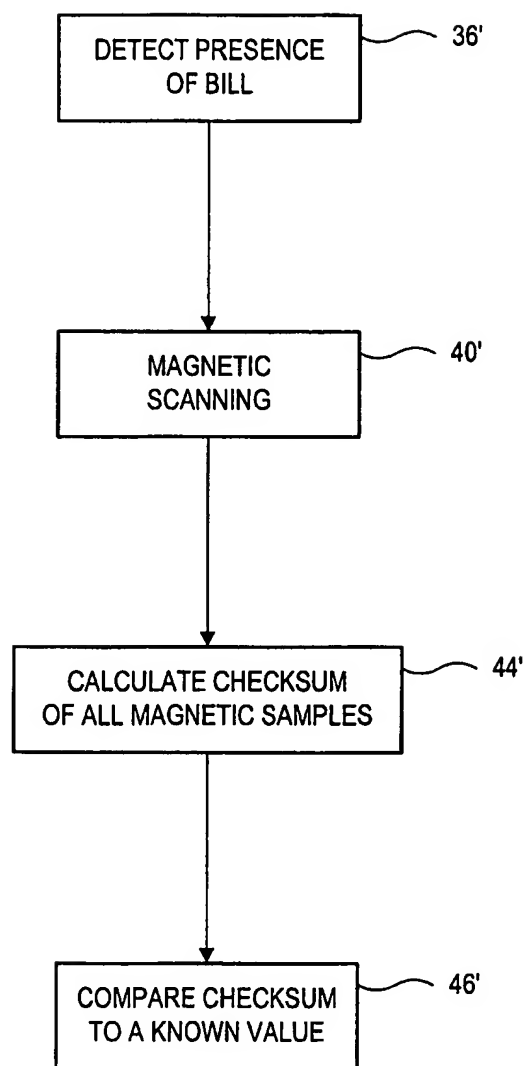 DETECT PRESENCE
OF BILL
36'
MAGNETIC
SCANNING
40'
CALCULATE CHECKSUM
OF ALL MAGNETIC SAMPLES
44'
COMPARE CHECKSUM
TO A KNOWN VALUE
46'